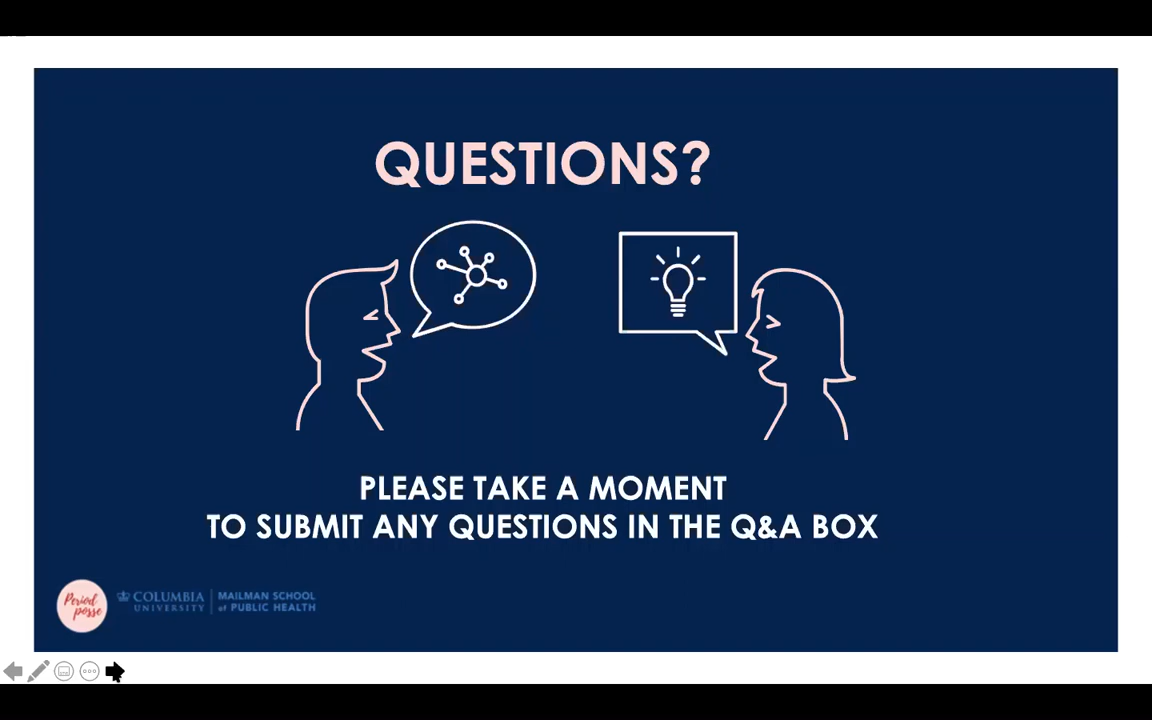 QUESTIONS?
PLEASE TAKE A MOMENT
TO SUBMIT ANY QUESTIONS IN THE Q&A BOX
Period
posse
COLUMBIA
UNIVERSITY
MAILMAN SCHOOL
of PUBLIC HEALTH